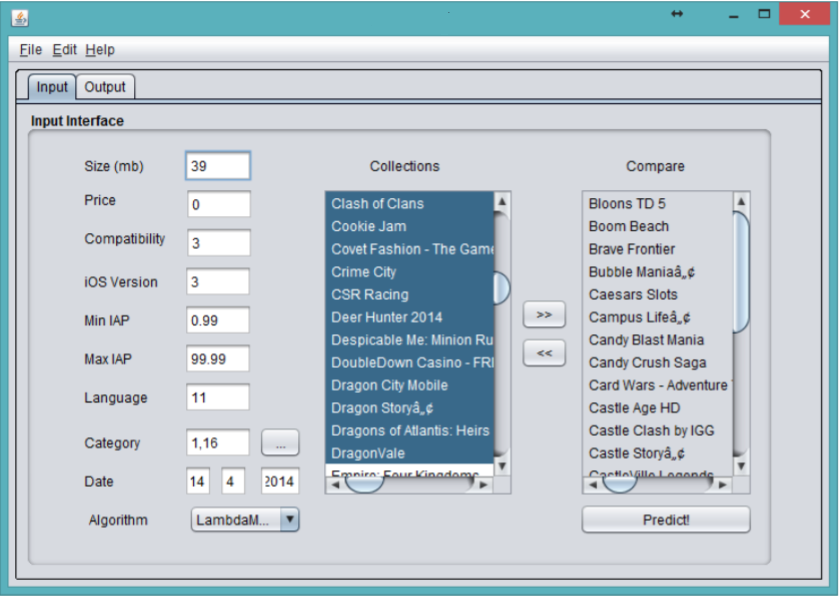 File Edit Help
Input Output
Input Interface
Size (mb) 39
Price 0
Compatibility 3
iOS Version 3
Min IAP 0.99
Max IAP 99.99
Language 11
Category 1,16 ...
Date 14 4 2014
Algorithm LambdaM...
Collections
Clash of Clans
Cookie Jam
Covet Fashion - The Game
Crime City
CSR Racing
Deer Hunter 2014
Despicable Me: Minion Ru
DoubleDown Casino - FRI
Dragon City Mobile
Dragon Storyâ„¢
Dragons of Atlantis: Heirs
DragonVale
Empire: Four Kingdoms
>>
<<
Compare
Bloons TD 5
Boom Beach
Brave Frontier
Bubble Maniaâ„¢
Caesars Slots
Campus Lifeâ„¢
Candy Blast Mania
Candy Crush Saga
Card Wars - Adventure
Castle Age HD
Castle Clash by IGG
Castle Storyâ„¢
CastleVille Legends
Predict!